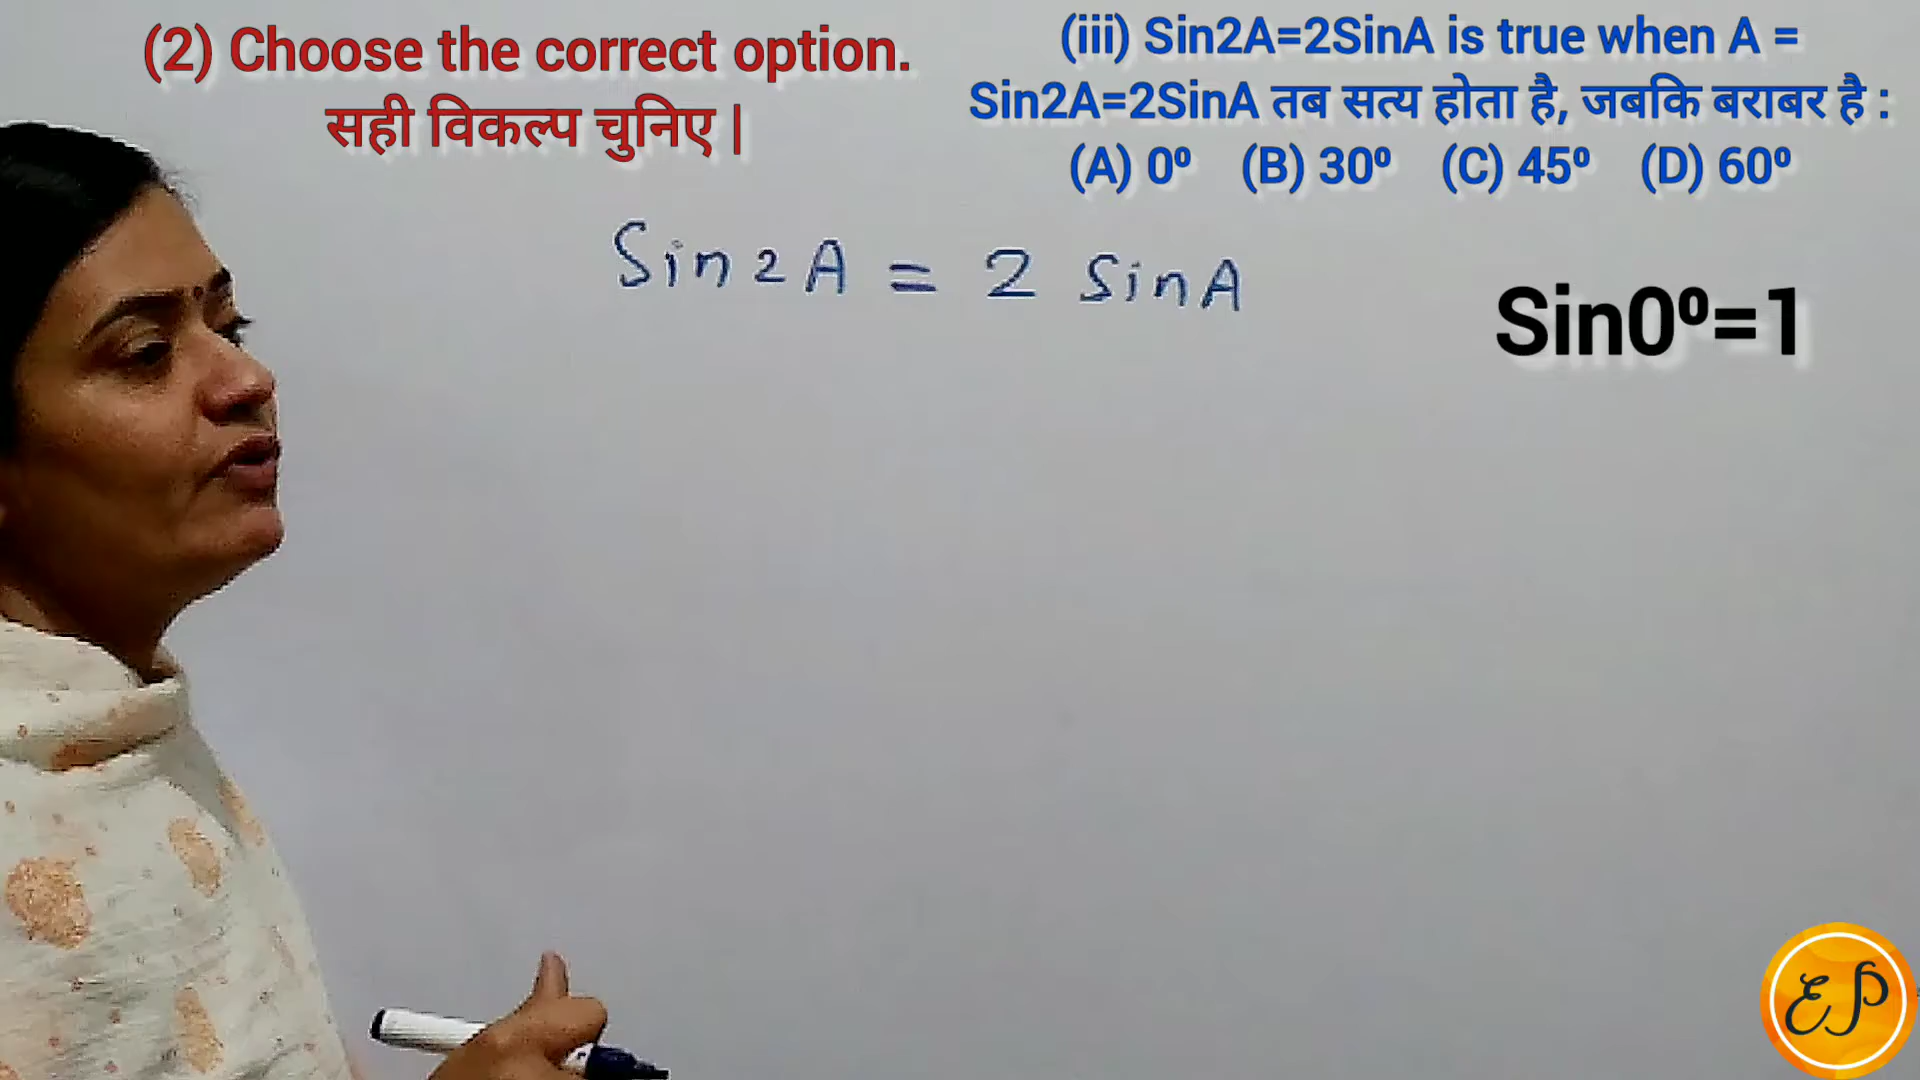 (2) Choose the correct option.
सही विकल्प चुनिए |
(iii) Sin2A=2SinA is true when A =
Sin2A=2SinA तब सत्य होता है, जबकि बराबर है :
(A) 0º (B) 30º (C) 45º (D) 60º
Sin2A = 2 SinA
Sin0º=1
EP